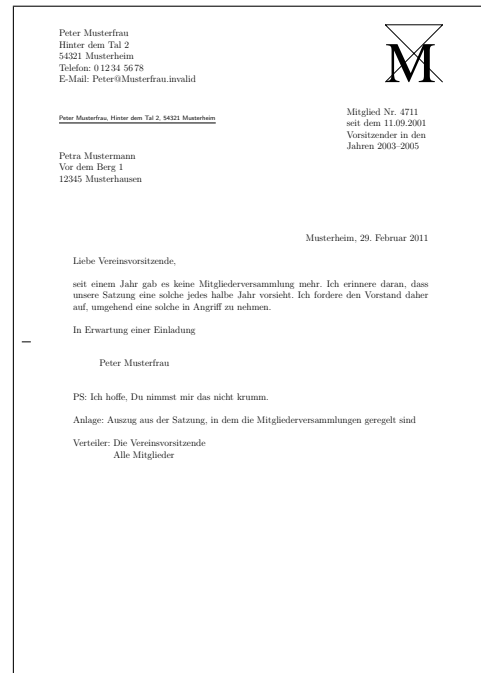 Peter Musterfrau
Hinter dem Tal 2
54321 Musterheim
Telefon: 0 12 34 56 78
E-Mail: Peter@Musterfrau.invalid
M
Peter Musterfrau, Hinter dem Tal 2, 54321 Musterheim
Mitglied Nr. 4711
seit dem 11.09.2001
Vorsitzender in den
Jahren 2003–2005
Petra Mustermann
Vor dem Berg 1
12345 Musterhausen
Musterheim, 29. Februar 2011
Liebe Vereinsvorsitzende,
seit einem Jahr gab es keine Mitgliederversammlung mehr. Ich erinnere daran, dass
unsere Satzung eine solche jedes halbe Jahr vorsieht. Ich fordere den Vorstand daher
auf, umgehend eine solche in Angriff zu nehmen.
In Erwartung einer Einladung
Peter Musterfrau
PS: Ich hoffe, Du nimmst mir das nicht krumm.
Anlage: Auszug aus der Satzung, in dem die Mitgliederversammlungen geregelt sind
Verteiler: Die Vereinsvorsitzende
Alle Mitglieder